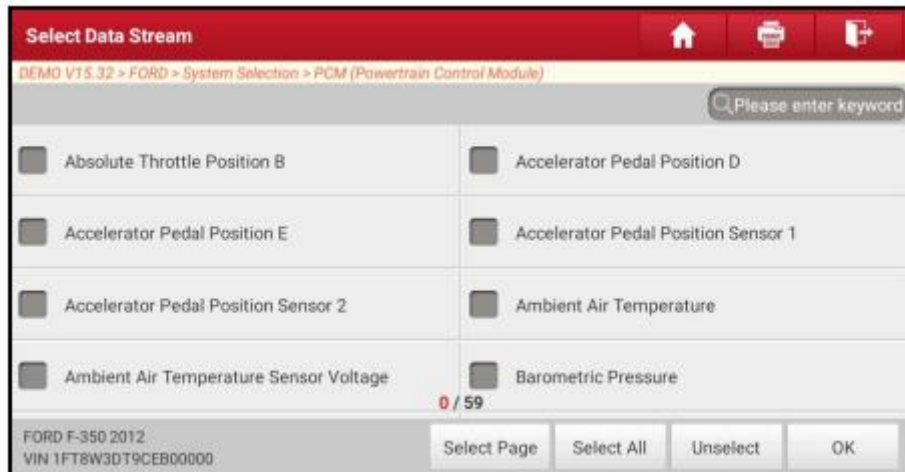 Select Data Stream
DEMO V15.32 > FORD > System Selection > PCM (Powertrain Control Module)
Please enter keyword
Absolute Throttle Position B
Accelerator Pedal Position D
Accelerator Pedal Position E
Accelerator Pedal Position Sensor 1
Accelerator Pedal Position Sensor 2
Ambient Air Temperature
Ambient Air Temperature Sensor Voltage
Barometric Pressure
0 / 59
FORD F-350 2012
VIN 1FT8W3DT9CEB00000
Select Page
Select All
Unselect
OK